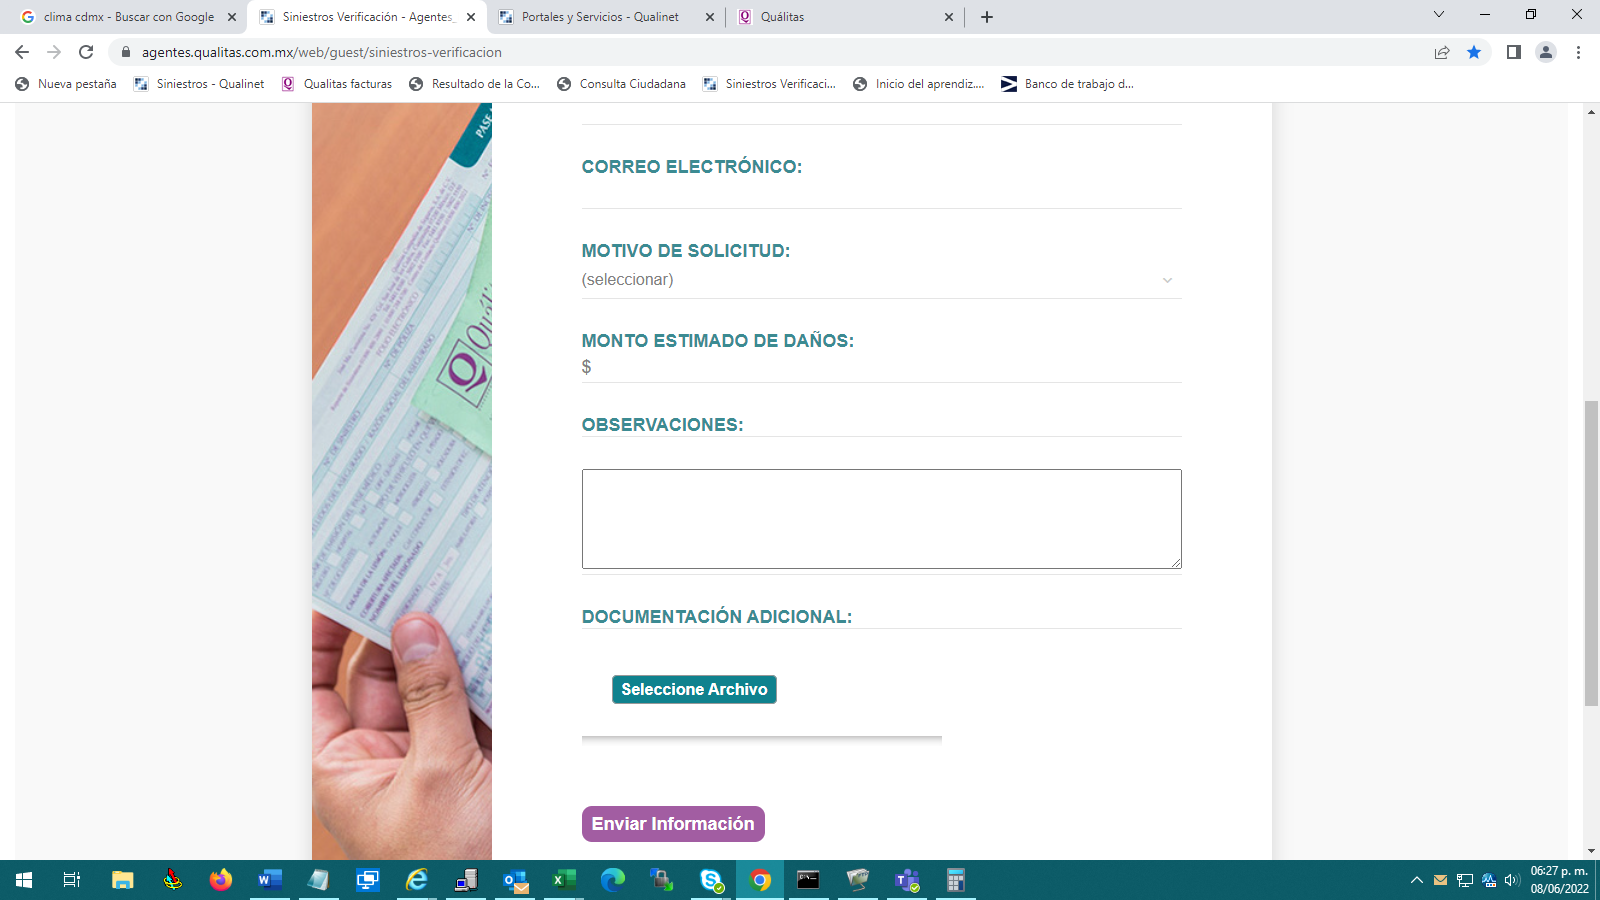 clima cdmx - Buscar con Google
Siniestros Verificación - Agentes_
Portales y Servicios - Qualinet
Quálitas
agentes.qualitas.com.mx/web/guest/siniestros-verificacion
Nueva pestaña
Siniestros - Qualinet
Qualitas facturas
Resultado de la Co...
Consulta Ciudadana
Siniestros Verificaci...
Inicio del aprendiz....
Banco de trabajo d...
CORREO ELECTRÓNICO:
MOTIVO DE SOLICITUD:
(seleccionar)
MONTO ESTIMADO DE DAÑOS:
$
OBSERVACIONES:
DOCUMENTACIÓN ADICIONAL:
Seleccione Archivo
Enviar Información
06:27 p. m.
08/06/2022